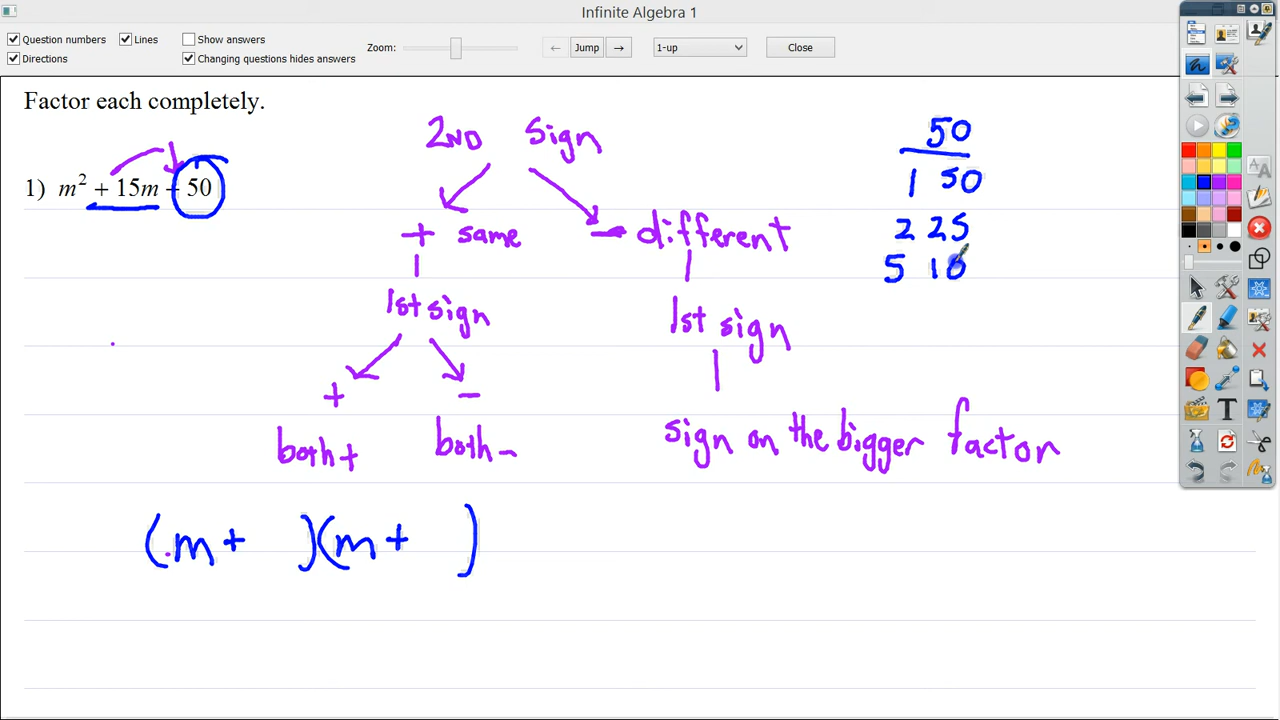 Infinite Algebra 1
Question numbers Lines Show answers
Directions Changing questions hides answers
Zoom: ← Jump → 1-up Close
Factor each completely.
1) m² + 15m + 50
2ND Sign
+ same
- different
1st sign
1st sign
+ -
both + both -
sign on the bigger factor
50
1 50
2 25
5 10
(m + )(m + )